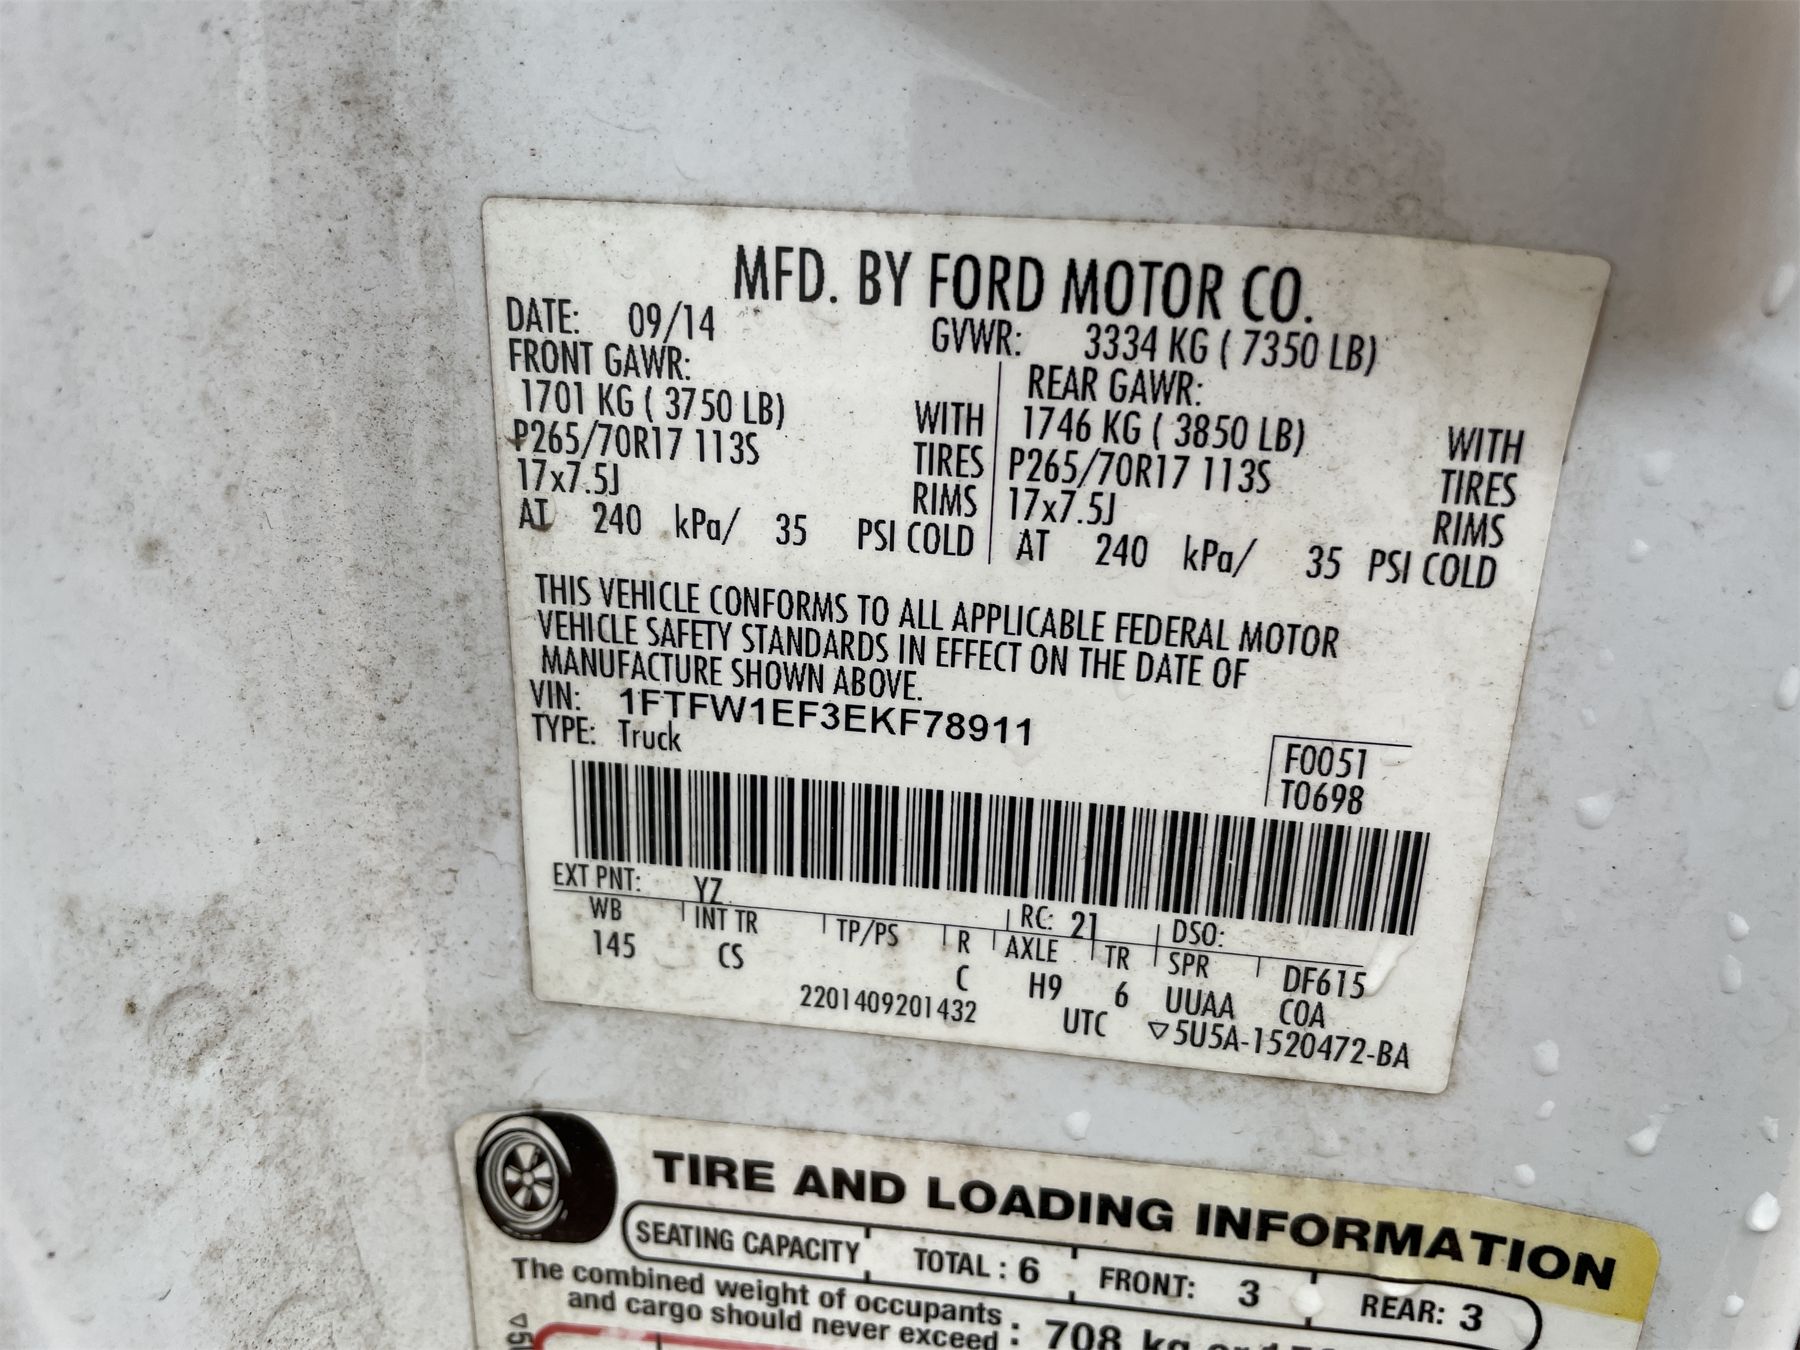 MFD. BY FORD MOTOR CO.
DATE: 09/14 GVWR: 3334 KG ( 7350 LB)
FRONT GAWR: REAR GAWR:
1701 KG ( 3750 LB) WITH 1746 KG ( 3850 LB) WITH
P265/70R17 113S TIRES P265/70R17 113S TIRES
17x7.5J RIMS 17x7.5J RIMS
AT 240 kPa/ 35 PSI COLD AT 240 kPa/ 35 PSI COLD
THIS VEHICLE CONFORMS TO ALL APPLICABLE FEDERAL MOTOR
VEHICLE SAFETY STANDARDS IN EFFECT ON THE DATE OF
MANUFACTURE SHOWN ABOVE.
VIN: 1FTFW1EF3EKF78911
TYPE: Truck
F0051
T0698
EXT PNT: YZ RC: 21 DSO:
WB INT TR TP/PS R AXLE TR SPR DF615
145 CS C H9 6 UUAA COA
2201409201432 UTC ▽5U5A-1520472-BA
TIRE AND LOADING INFORMATION
SEATING CAPACITY TOTAL : 6 FRONT: 3 REAR: 3
The combined weight of occupants
and cargo should never exceed : 708 kg or